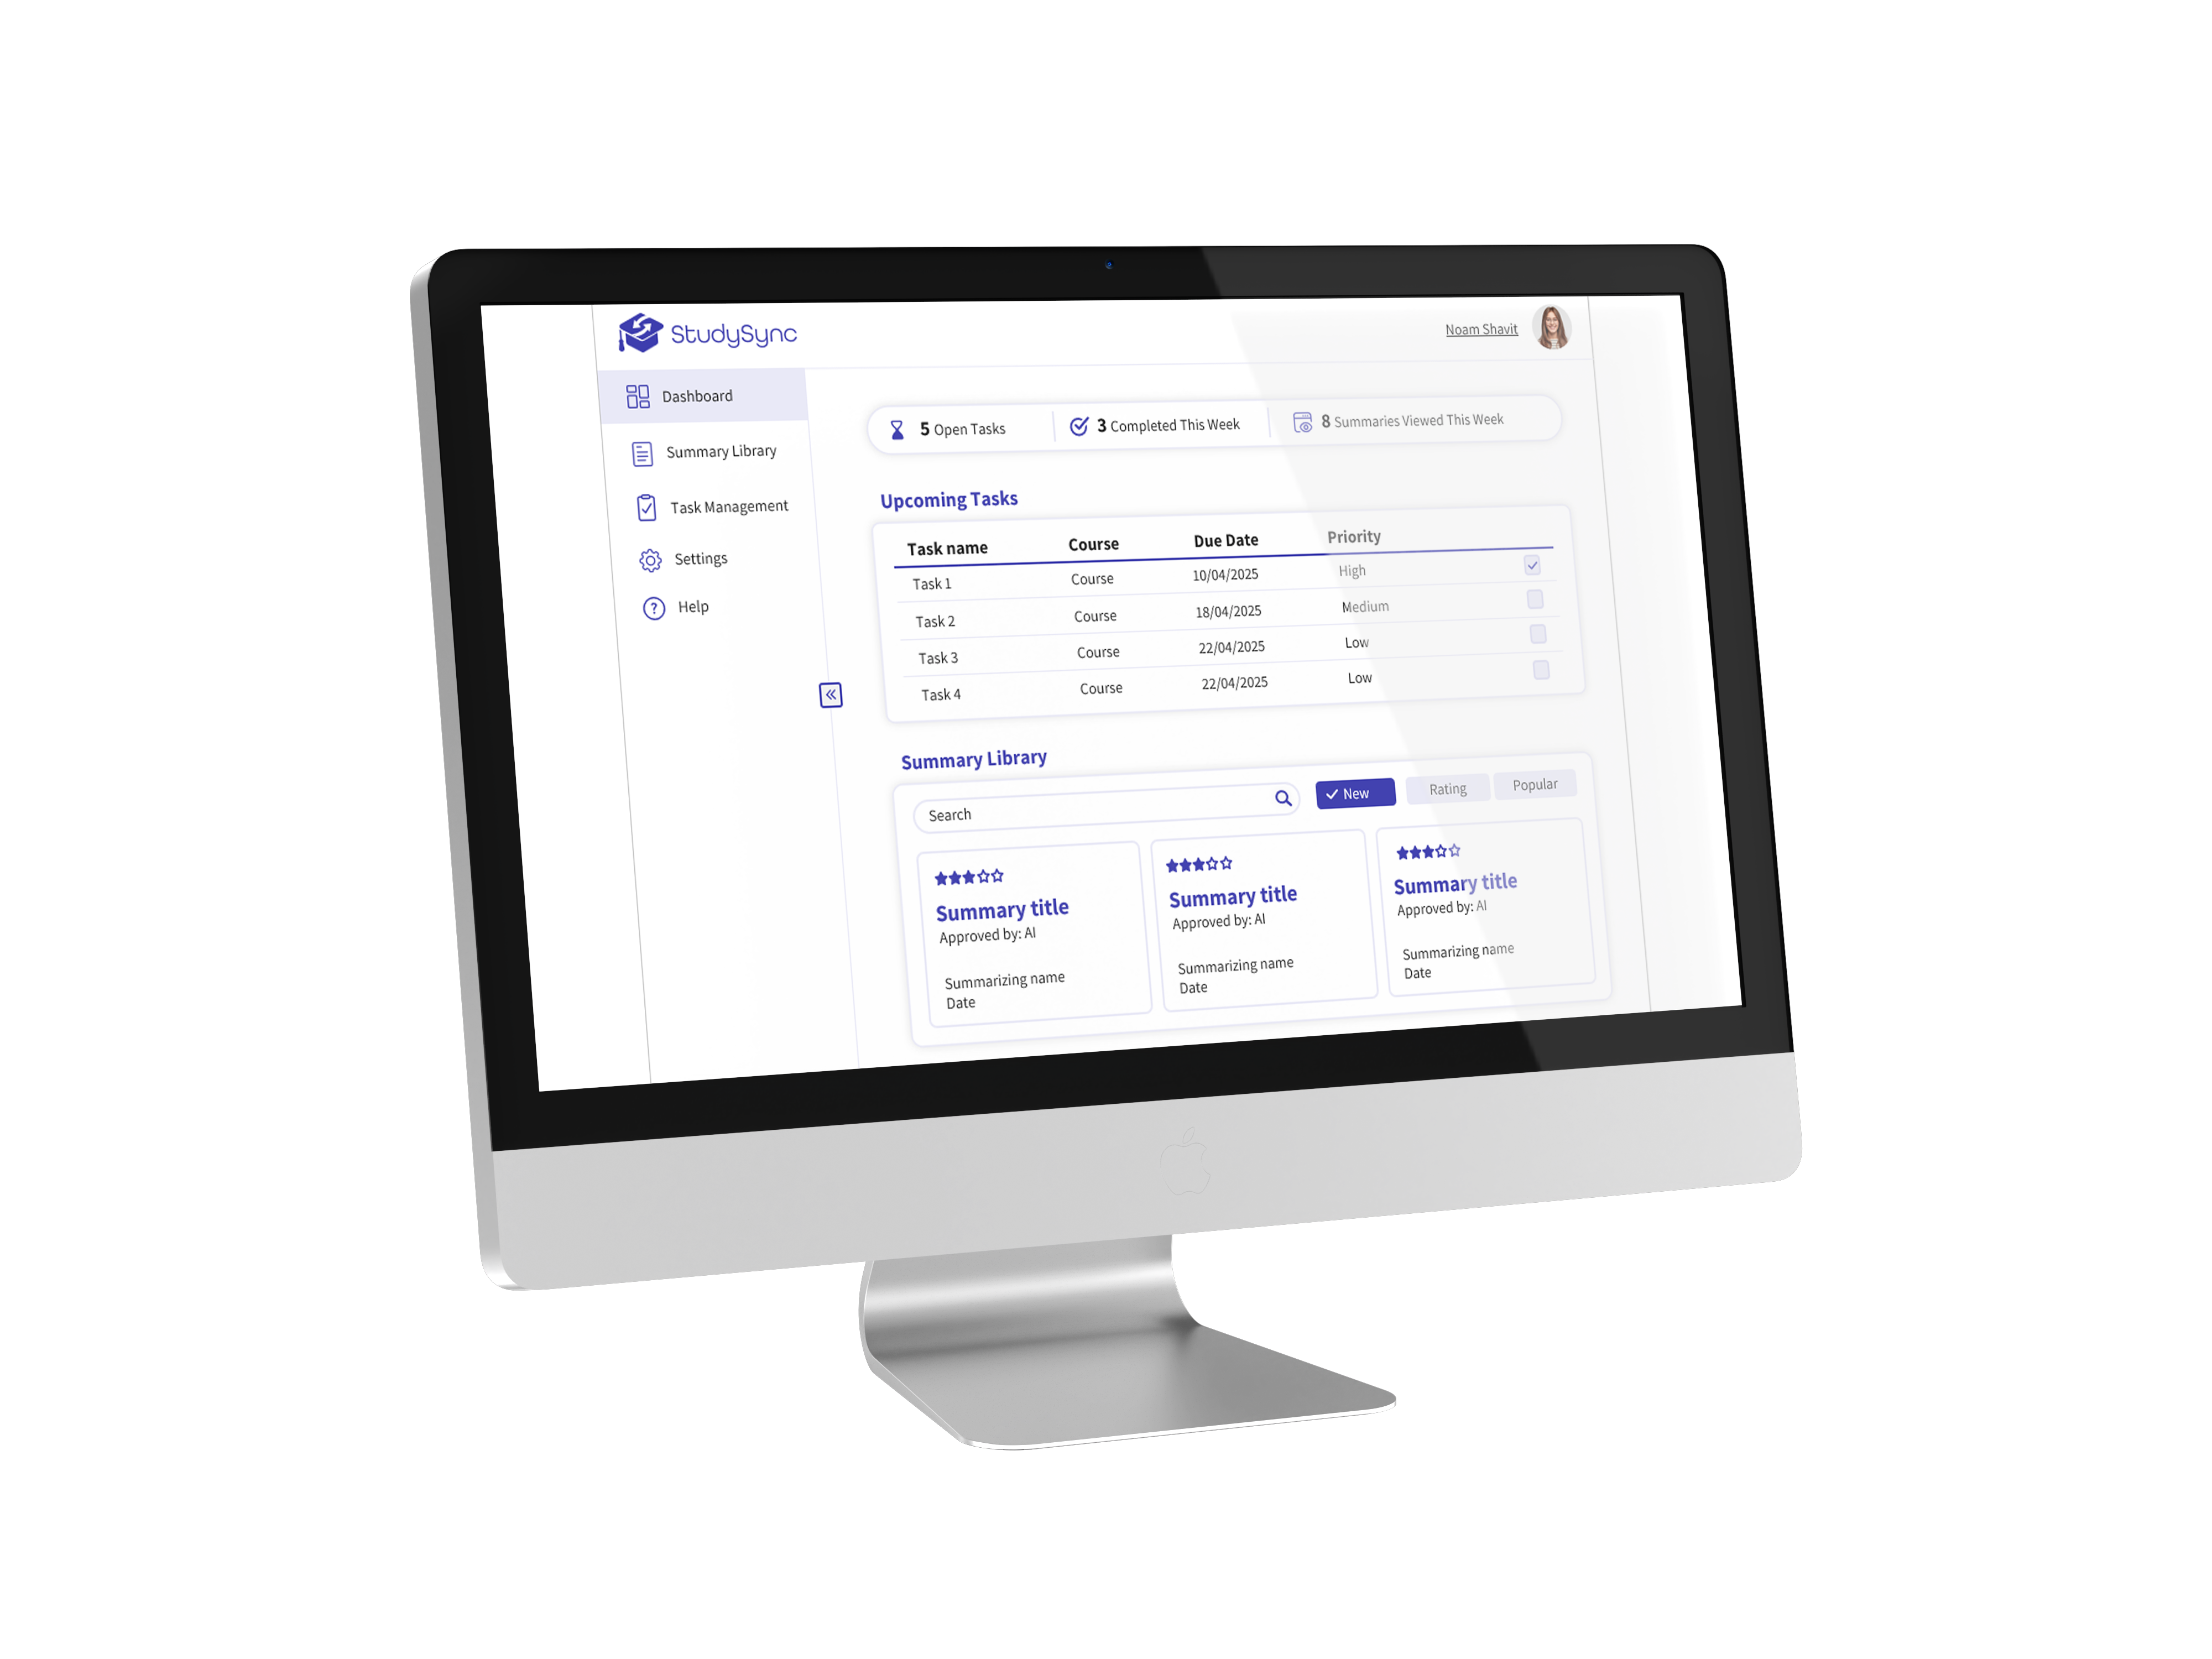 StudySync
Noam Shavit
Dashboard
Summary Library
Task Management
Settings
Help
5 Open Tasks
3 Completed This Week
8 Summaries Viewed This Week
Upcoming Tasks
Task name Course Due Date Priority
Task 1 Course 10/04/2025 High
Task 2 Course 18/04/2025 Medium
Task 3 Course 22/04/2025 Low
Task 4 Course 22/04/2025 Low
Summary Library
Search
New
Rating
Popular
Summary title
Approved by: AI
Summarizing name
Date
Summary title
Approved by: AI
Summarizing name
Date
Summary title
Approved by: AI
Summarizing name
Date